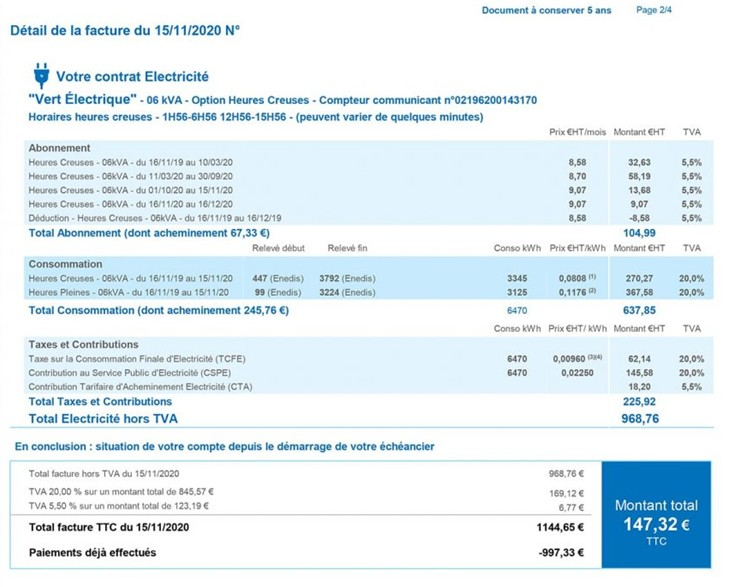 Document à conserver 5 ans Page 2/4
Détail de la facture du 15/11/2020 N°
Votre contrat Electricité
"Vert Électrique" - 06 kVA - Option Heures Creuses - Compteur communicant n°02196200143170
Horaires heures creuses - 1H56-6H56 12H56-15H56 - (peuvent varier de quelques minutes)
Prix €HT/mois Montant €HT TVA
Abonnement
Heures Creuses - 06kVA - du 16/11/19 au 10/03/20 8,58 32,63 5,5%
Heures Creuses - 06kVA - du 11/03/20 au 30/09/20 8,70 58,19 5,5%
Heures Creuses - 06kVA - du 01/10/20 au 15/11/20 9,07 13,68 5,5%
Heures Creuses - 06kVA - du 16/11/20 au 16/12/20 9,07 9,07 5,5%
Déduction - Heures Creuses - 06kVA - du 16/11/19 au 16/12/19 8,58 -8,58 5,5%
Total Abonnement (dont acheminement 67,33 €) 104,99
Relevé début Relevé fin Conso kWh Prix €HT/kWh Montant €HT TVA
Consommation
Heures Creuses - 06kVA - du 16/11/19 au 15/11/20 447 (Enedis) 3792 (Enedis) 3345 0,0808 (1) 270,27 20,0%
Heures Pleines - 06kVA - du 16/11/19 au 15/11/20 99 (Enedis) 3224 (Enedis) 3125 0,1176 (2) 367,58 20,0%
Total Consommation (dont acheminement 245,76 €) 6470 637,85
Conso kWh Prix €HT/ kWh Montant €HT TVA
Taxes et Contributions
Taxe sur la Consommation Finale d'Electricité (TCFE) 6470 0,00960 (3)(4) 62,14 20,0%
Contribution au Service Public d'Electricité (CSPE) 6470 0,02250 145,58 20,0%
Contribution Tarifaire d'Acheminement Electricité (CTA) 18,20 5,5%
Total Taxes et Contributions 225,92
Total Electricité hors TVA 968,76
En conclusion : situation de votre compte depuis le démarrage de votre échéancier
Total facture hors TVA du 15/11/2020 968,76 €
TVA 20,00 % sur un montant total de 845,57 € 169,12 €
TVA 5,50 % sur un montant total de 123,19 € 6,77 €
Total facture TTC du 15/11/2020 1144,65 €
Paiements déjà effectués -997,33 €
Montant total
147,32 €
TTC